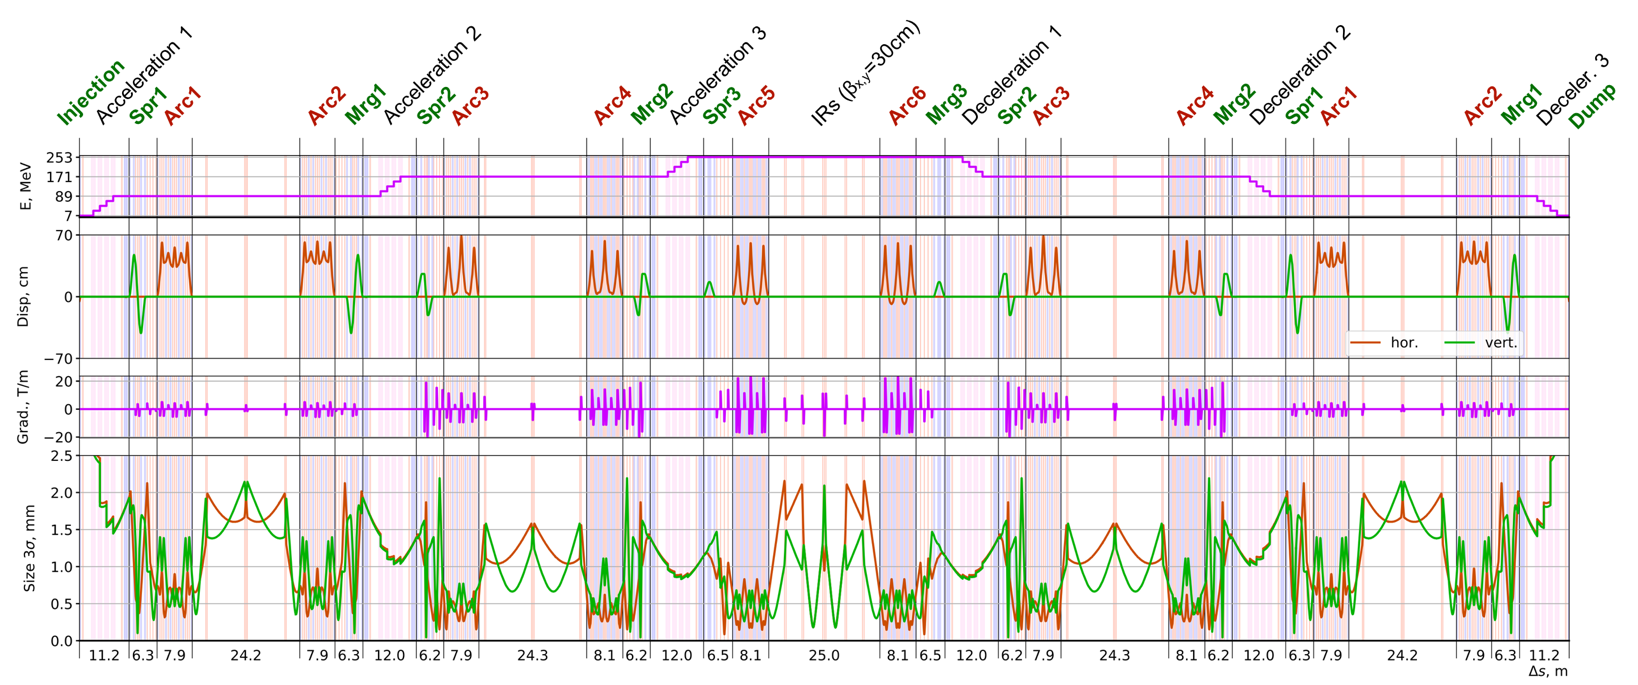 Injection
Acceleration 1
Spr1
Arc1
Arc2
Mrg1
Acceleration 2
Spr2
Arc3
Arc4
Mrg2
Acceleration 3
Spr3
Arc5
IRs (βx,y=30cm)
Arc6
Mrg3
Deceleration 1
Spr2
Arc3
Arc4
Mrg2
Deceleration 2
Spr1
Arc1
Arc2
Mrg1
Deceler. 3
Dump
E, MeV
253
171
89
7
Disp, cm
70
0
−70
hor.
vert.
Grad., T/m
20
0
−20
Size 3σ, mm
2.5
2.0
1.5
1.0
0.5
0.0
11.2 6.3 7.9 24.2 7.9 6.3 12.0 6.2 7.9 24.3 8.1 6.2 12.0 6.5 8.1 25.0 8.1 6.5 12.0 6.2 7.9 24.3 8.1 6.2 12.0 6.3 7.9 24.2 7.9 6.3 11.2
Δs, m